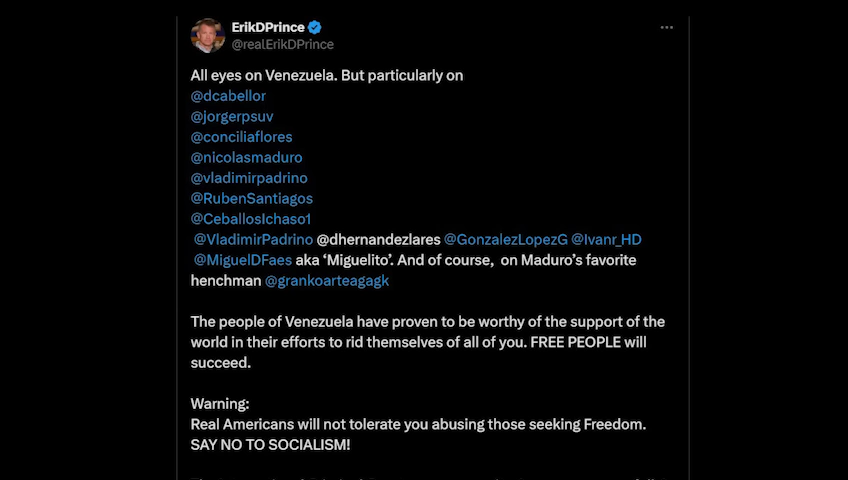 ErikDPrince
@realErikDPrince
All eyes on Venezuela. But particularly on
@dcabellor
@jorgerpsuv
@conciliaflores
@nicolasmaduro
@vladimirpadrino
@RubenSantiagos
@CeballosIchaso1
@VladimirPadrino @dhernandezlares @GonzalezLopezG @Ivanr_HD
@MiguelDFaes aka ‘Miguelito’. And of course, on Maduro’s favorite
henchman @grankoarteagagk
The people of Venezuela have proven to be worthy of the support of the
world in their efforts to rid themselves of all of you. FREE PEOPLE will
succeed.
Warning:
Real Americans will not tolerate you abusing those seeking Freedom.
SAY NO TO SOCIALISM!